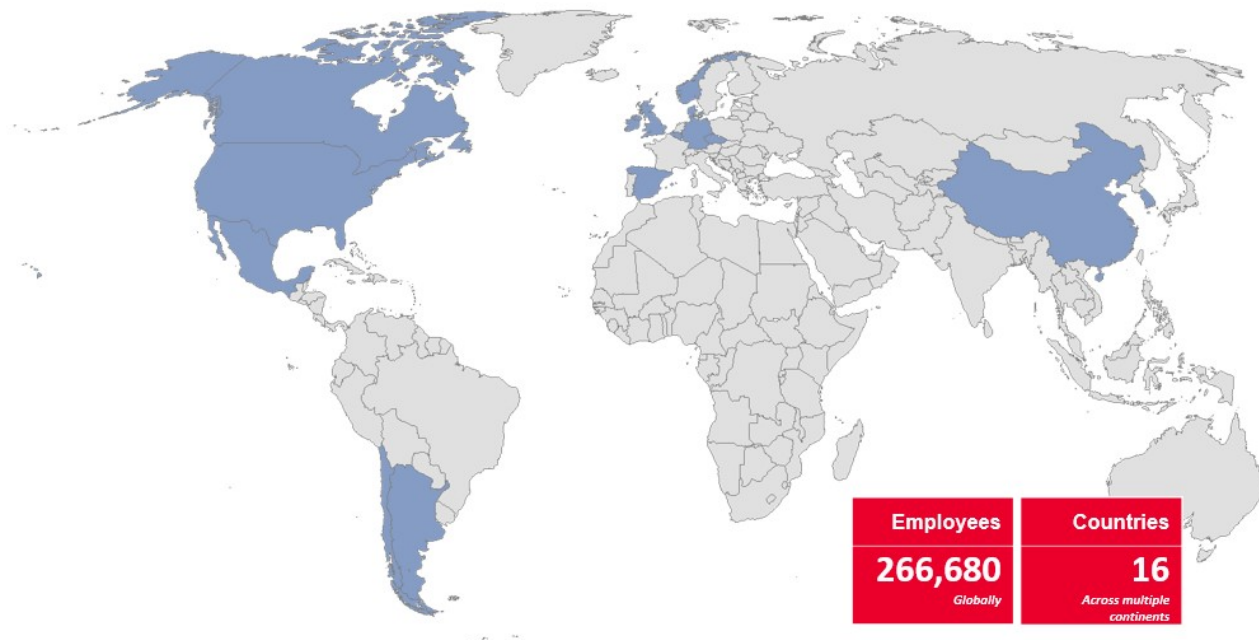 Employees
266,680
Globally
Countries
16
Across multiple
continents